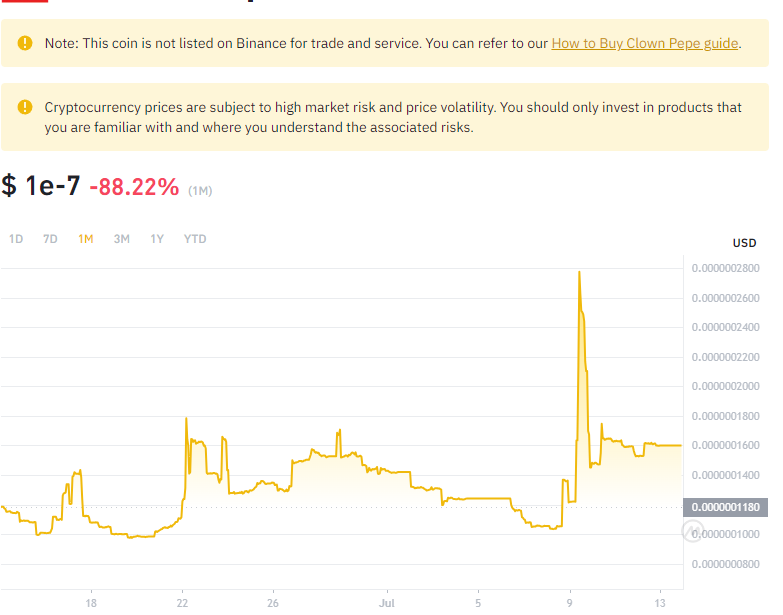 Note: This coin is not listed on Binance for trade and service. You can refer to our How to Buy Clown Pepe guide.
Cryptocurrency prices are subject to high market risk and price volatility. You should only invest in products that
you are familiar with and where you understand the associated risks.
$ 1e-7 -88.22% (1M)
1D 7D 1M 3M 1Y YTD
USD
0.0000002800
0.0000002600
0.0000002400
0.0000002200
0.0000002000
0.0000001800
0.0000001600
0.0000001400
0.0000001180
0.0000001000
0.0000000800
18 22 26 Jul 5 9 13